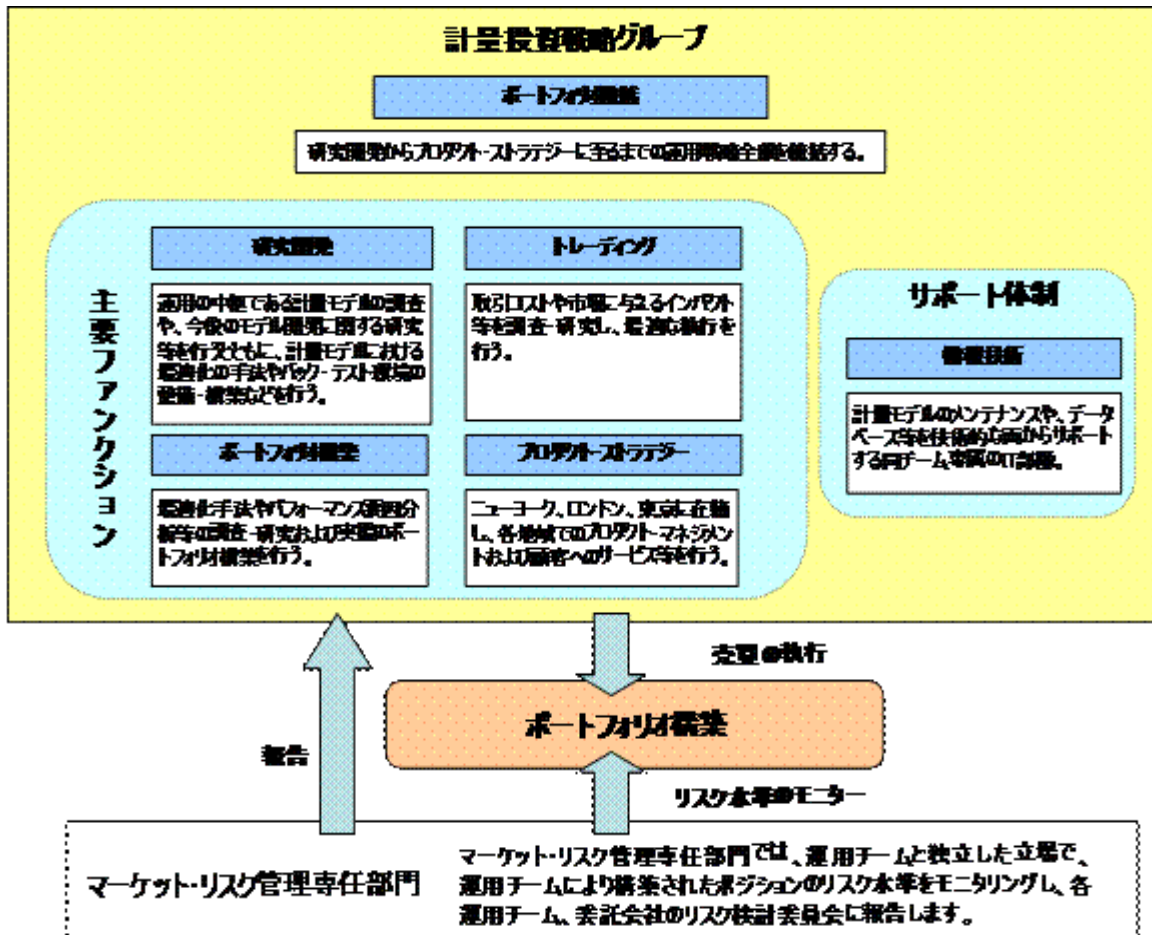 計量投資戦略グループ
ポートフォリオ統括
研究開発からプロダクト・ストラテジーに至るまでの運用戦略全般を統括する。
主要ファンクション
研究開発
運用の中枢である計量モデルの調査
や、今後のモデル開発に関する研究
等を行うとともに、計量モデルにおける
最適化の手法やバック・テスト環境の
整備・構築などを行う。
トレーディング
取引コストや市場に与えるインパクト
等を調査・研究し、最適な執行を
行う。
ポートフォリオ構築
最適化手法やパフォーマンス要因分
析等の調査・研究および実際のポー
トフォリオ構築を行う。
プロダクト・ストラテジー
ニューヨーク、ロンドン、東京に在籍
し、各地域でのプロダクト・マネジメン
トおよび顧客へのサービス等を行う。
サポート体制
情報技術
計量モデルのメンテナンスや、データ
ベース等を技術的な面からサポート
する同チーム専属のIT部隊。
売買の執行
ポートフォリオ構築
報告
リスク水準のモニター
マーケット・リスク管理専任部門
マーケット・リスク管理専任部門では、運用チームと独立した立場で、
運用チームにより構築されたポジションのリスク水準をモニタリングし、各
運用チーム、委託会社のリスク検討委員会に報告します。